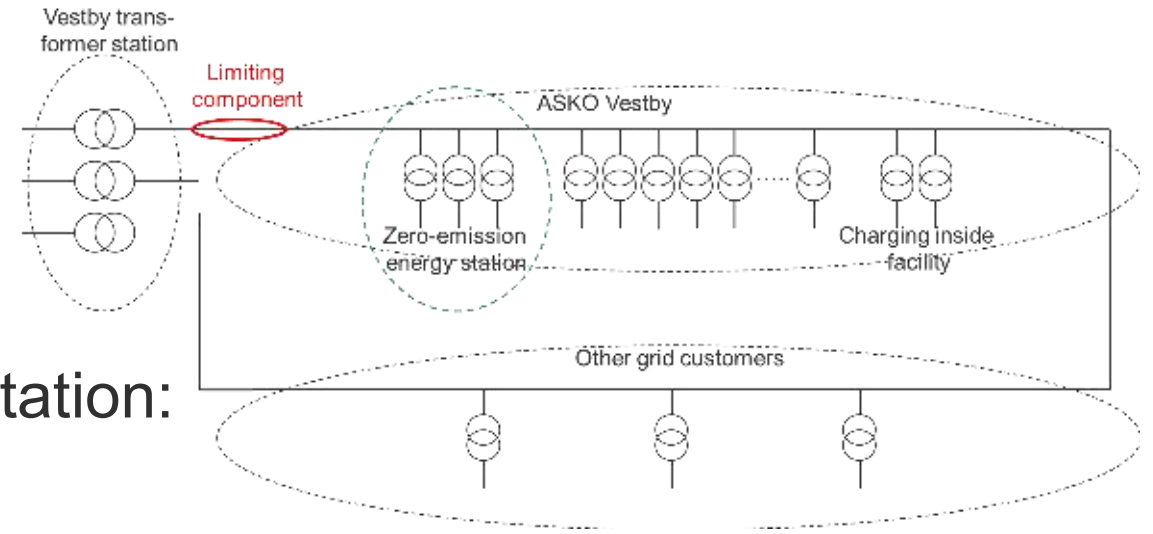 Vestby trans-
former station
Limiting
component
ASKO Vestby
Zero-emission
energy station
Charging inside
facility
Other grid customers
tation: